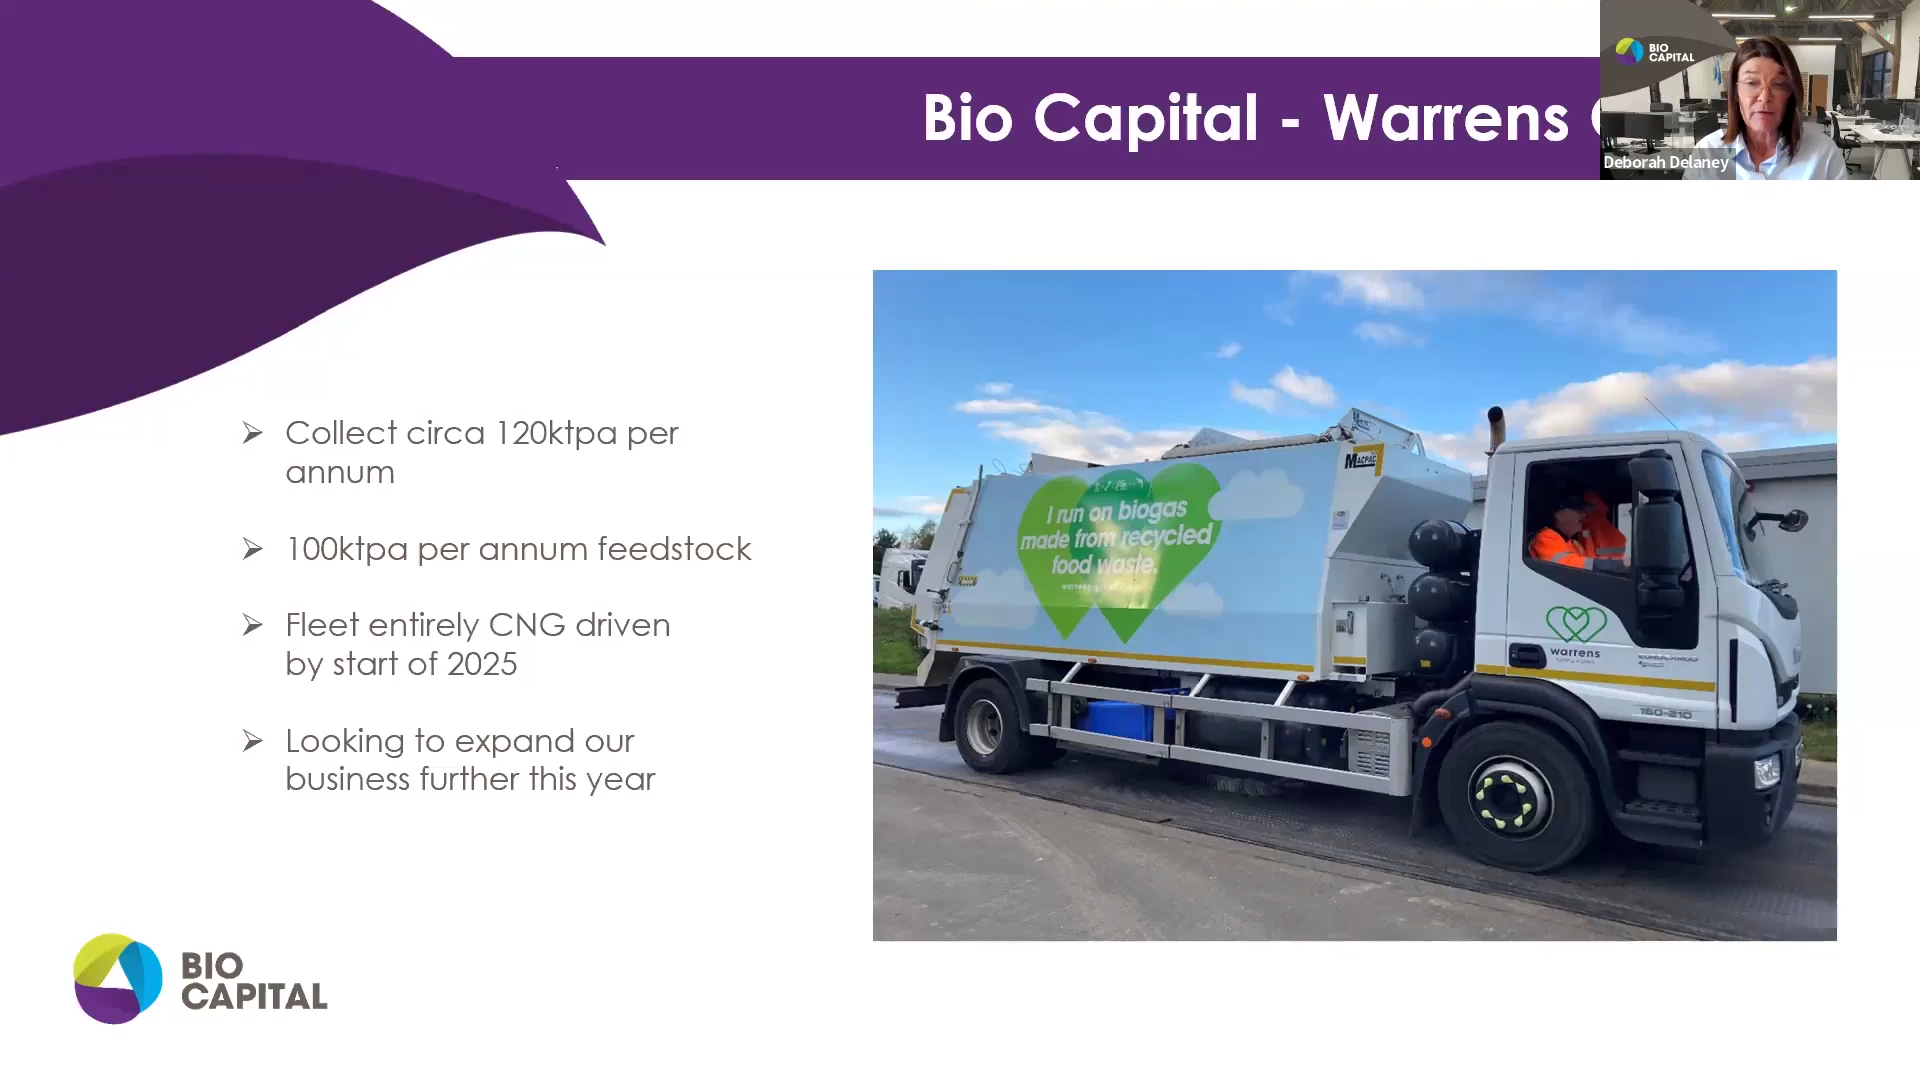 Bio Capital - Warrens
BIO
CAPITAL
Deborah Delaney
➢ Collect circa 120ktpa per
annum
➢ 100ktpa per annum feedstock
➢ Fleet entirely CNG driven
by start of 2025
➢ Looking to expand our
business further this year
MACPAC
I run on biogas
made from recycled
food waste.
warrens
160-210
BIO
CAPITAL